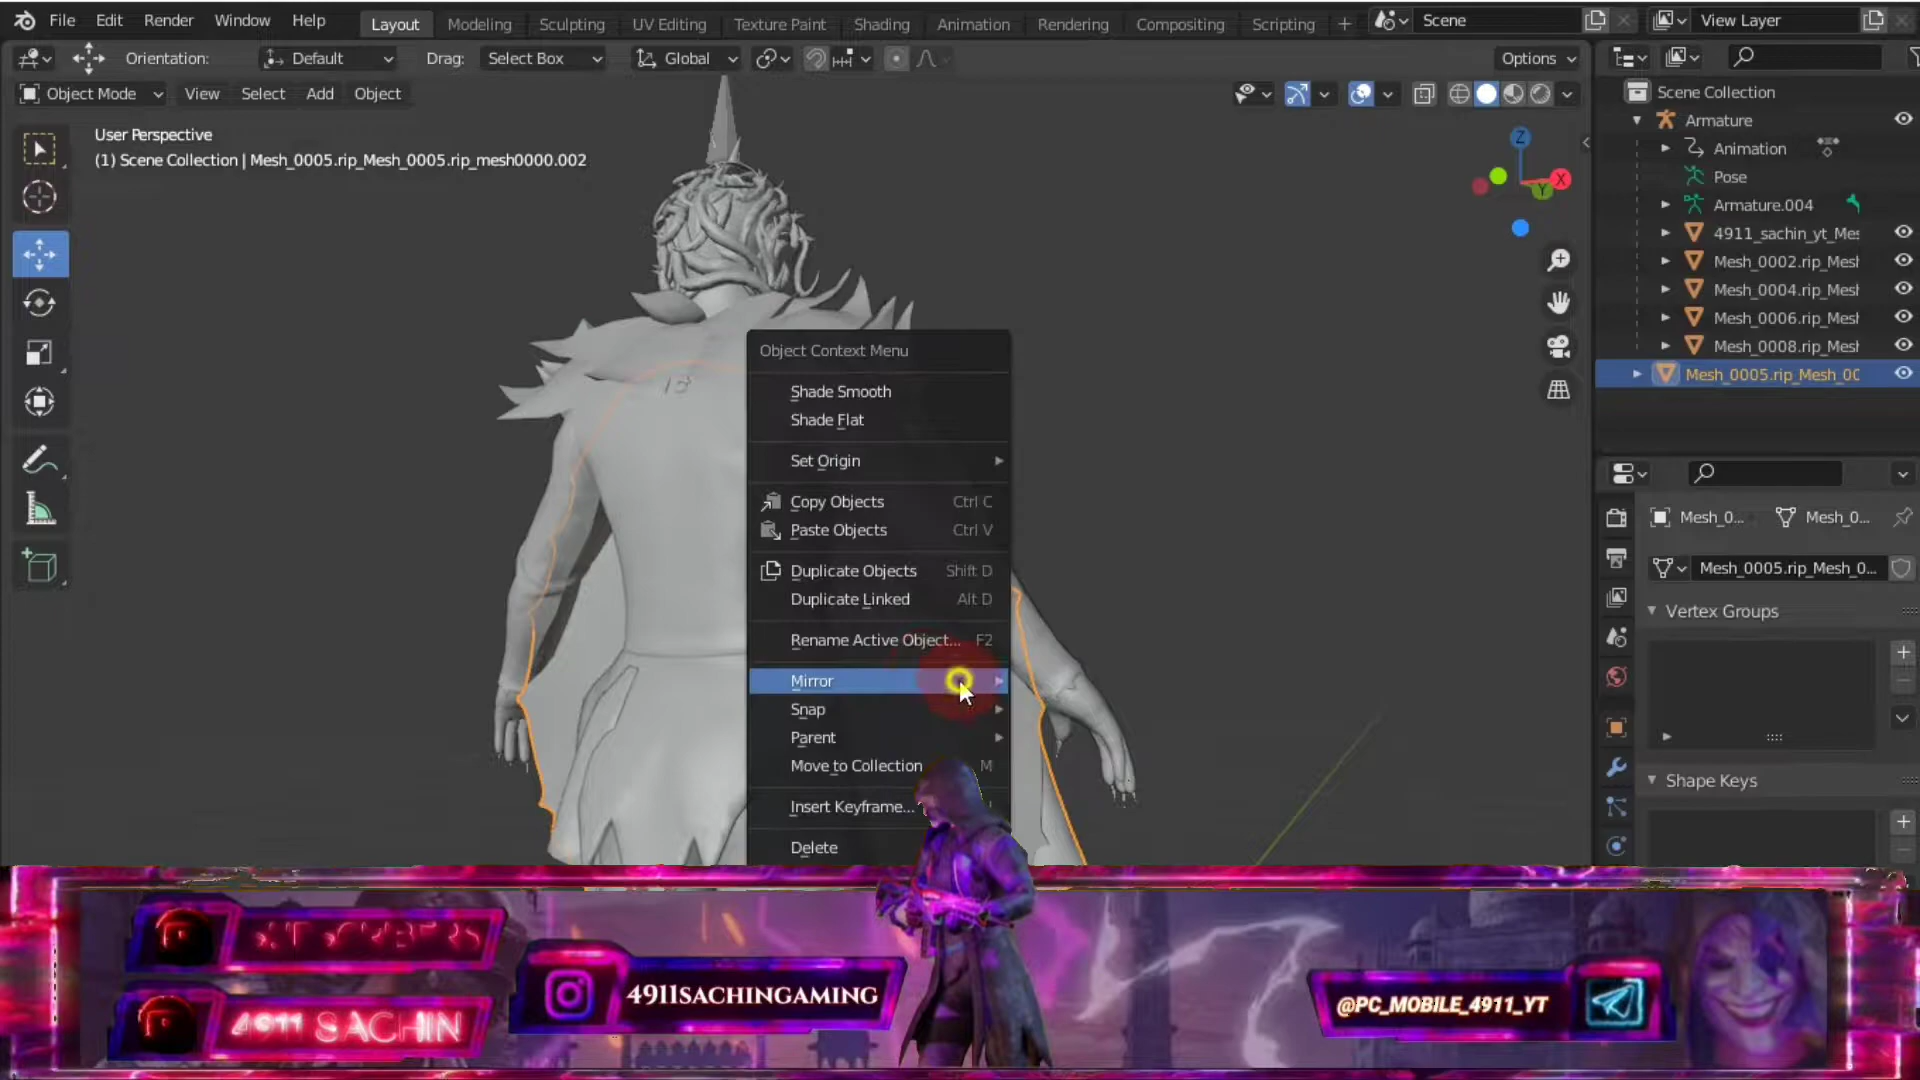 File Edit Render Window Help Layout Modeling Sculpting UV Editing Texture Paint Shading Animation Rendering Compositing Scripting + Scene View Layer
Orientation: Default Drag: Select Box Global Options
Object Mode View Select Add Object
User Perspective
(1) Scene Collection | Mesh_0005.rip_Mesh_0005.rip_mesh0000.002
Z
X
Y
Scene Collection
Armature
Animation
Pose
Armature.004
4911_sachin_yt_Mes
Mesh_0002.rip_Mesh
Mesh_0004.rip_Mesh
Mesh_0006.rip_Mesh
Mesh_0008.rip_Mesh
Mesh_0005.rip_Mesh_00
Object Context Menu
Shade Smooth
Shade Flat
Set Origin
Copy Objects Ctrl C
Paste Objects Ctrl V
Duplicate Objects Shift D
Duplicate Linked Alt D
Rename Active Object... F2
Mirror
Snap
Parent
Move to Collection M
Insert Keyframe...
Delete
Mesh_0... Mesh_0...
Mesh_0005.rip_Mesh_0...
Vertex Groups
Shape Keys
4911 SACHIN
4911SACHINGAMING
@PC_MOBILE_4911_YT